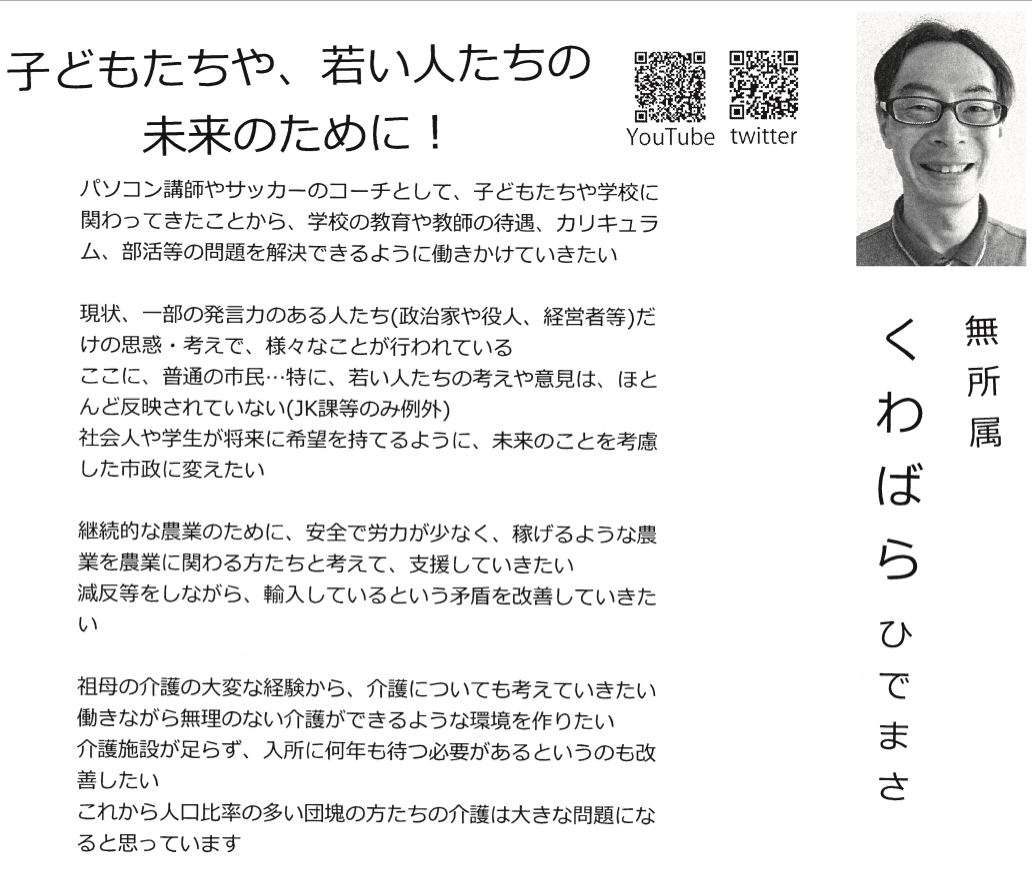 子どもたちや、若い人たちの
未来のために！
YouTube
twitter
無所属
くわばら ひでまさ
パソコン講師やサッカーのコーチとして、子どもたちや学校に
関わってきたことから、学校の教育や教師の待遇、カリキュラ
ム、部活等の問題を解決できるように働きかけていきたい
現状、一部の発言力のある人たち(政治家や役人、経営者等)だ
けの思惑・考えで、様々なことが行われている
ここに、普通の市民…特に、若い人たちの考えや意見は、ほと
んど反映されていない(JK課等のみ例外)
社会人や学生が将来に希望を持てるように、未来のことを考慮
した市政に変えたい
継続的な農業のために、安全で労力が少なく、稼げるような農
業を農業に関わる方たちと考えて、支援していきたい
減反等をしながら、輸入しているという矛盾を改善していきた
い
祖母の介護の大変な経験から、介護についても考えていきたい
働きながら無理のない介護ができるような環境を作りたい
介護施設が足らず、入所に何年も待つ必要があるというのも改
善したい
これから人口比率の多い団塊の方たちの介護は大きな問題にな
ると思っています